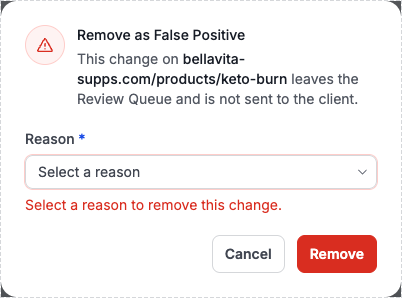 Remove as False Positive
This change on bellavita-
supps.com/products/keto-burn leaves the
Review Queue and is not sent to the client.
Reason *
Select a reason
Select a reason to remove this change.
Cancel Remove